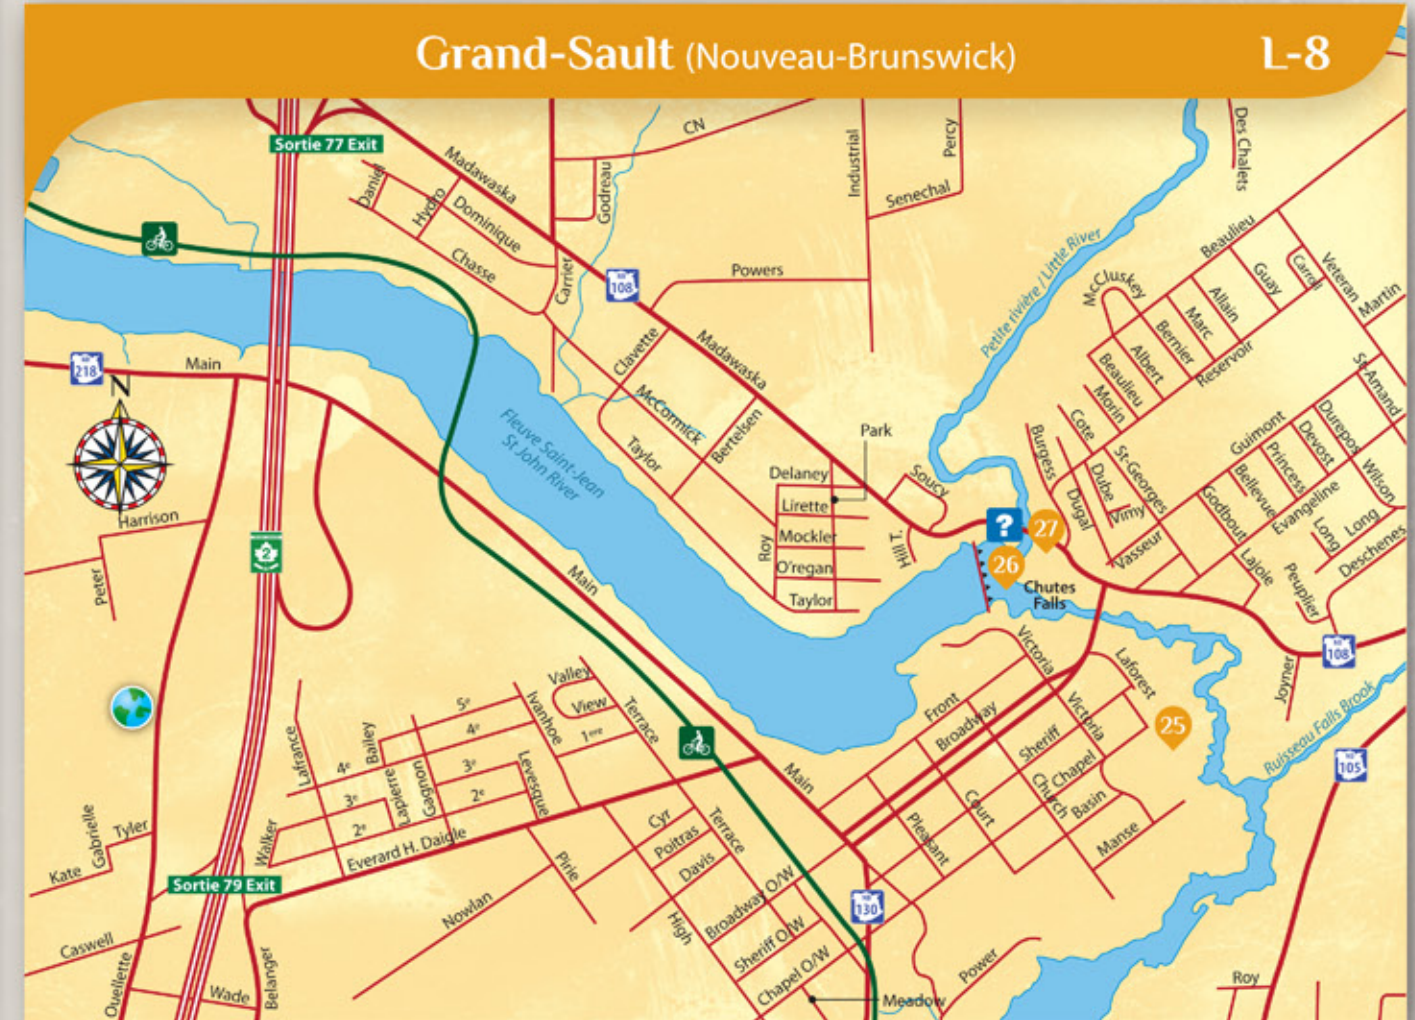 Grand-Sault (Nouveau-Brunswick)
L-8
Sortie 77 Exit
CN
Madawaska
Daniel
Hydro
Dominique
Chasse
Godreau
Carrier
Industrial
Percy
Senechal
Des Chalets
NB
108
Powers
Petite rivière / Little River
Beaulieu
McCluskey
Guay
Carrol
Veteran
Martin
Allain
Marc
Bernier
Albert
Beaulieu
Reservoir
Morin
St-Amand
218
Main
N
Clavette
Madawaska
McCormick
Bertelsen
Taylor
Fleuve Saint-Jean
St John River
Park
Delaney
Lirette
Mockler
O'regan
Taylor
Roy
Soucy
Hill T.
?
27
26
Chutes
Falls
Burgess
Cote
St-Georges
Dube
Vimy
Dugal
Vasseur
Guimont
Durepos
Devost
Princess
Bellevue
Godbout
Evangeline
Wilson
Long
Long
Deschenes
Lajoie
Peuplier
Joyner
NB
108
Harrison
Peter
2
Main
Victoria
Laforest
Victoria
25
Ruisseau Falls Brook
105
Front
Broadway
Sheriff
Chapel
Church
Basin
Court
Manse
Pleasant
Valley
View
Terrace
Ivanhoe
1ere
5e
4e
3e
2e
Levesque
Lafrance
Bailey
4e
3e
2e
Lapierre
Gagnon
Walker
Everard H. Daigle
Main
Gabrielle
Tyler
Kate
Sortie 79 Exit
Caswell
Ouellette
Wade
Belanger
Nowlan
Pirie
Cyr
Poitras
Davis
Terrace
High
Broadway O/W
Sheriff O/W
Chapel O/W
130
Meadow
Power
Roy